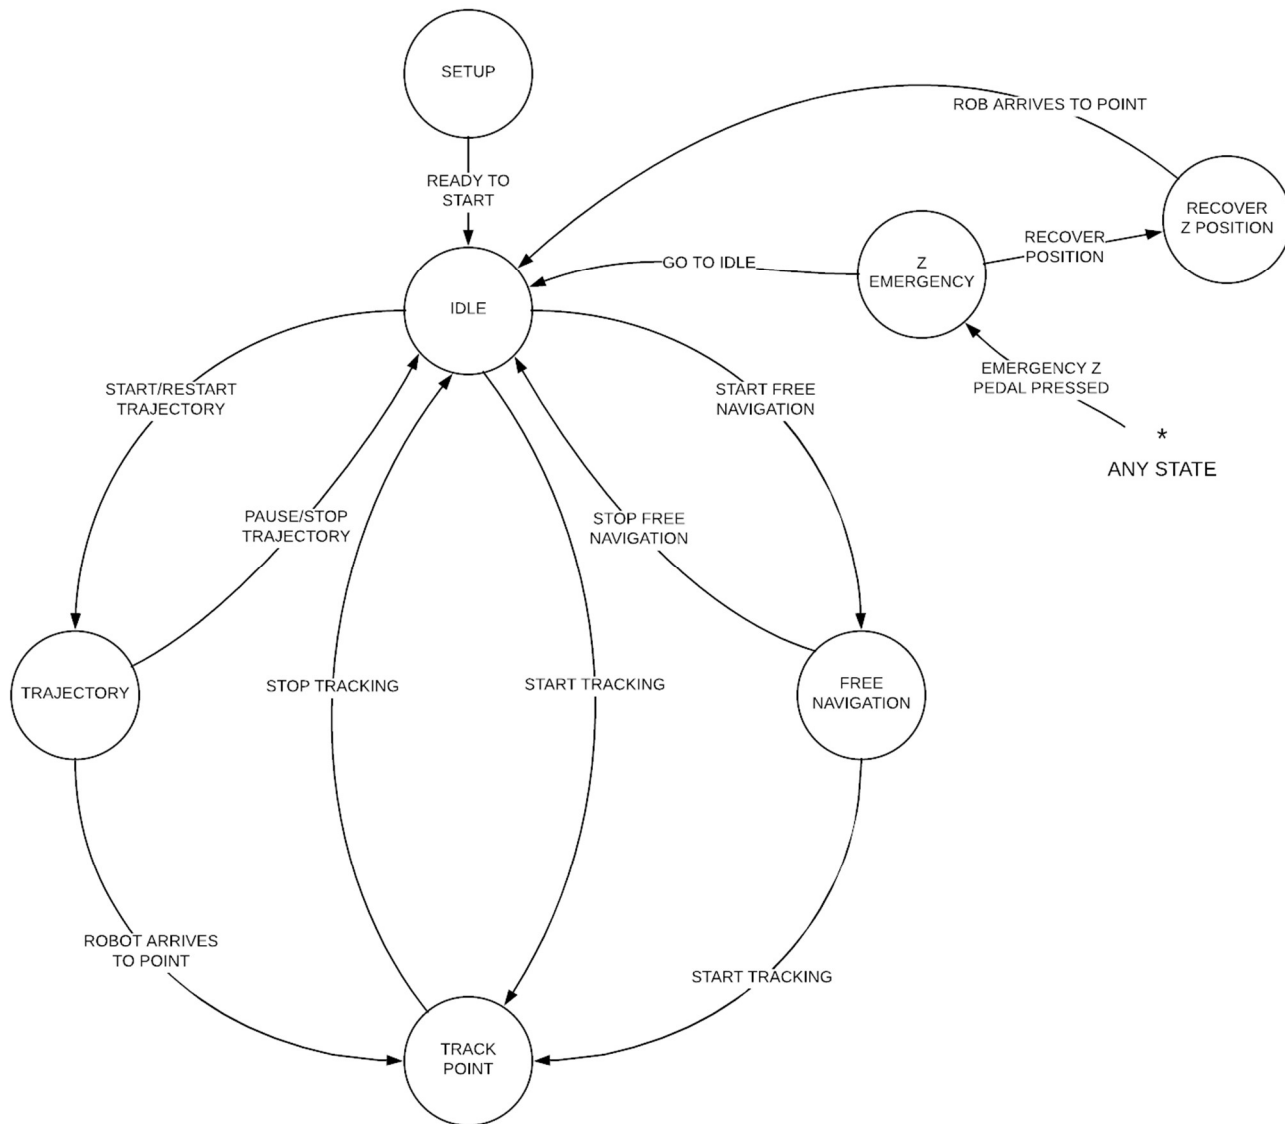 SETUP
ROB ARRIVES TO POINT
READY TO
START
RECOVER
Z POSITION
RECOVER
POSITION
Z
EMERGENCY
GO TO IDLE
IDLE
EMERGENCY Z
PEDAL PRESSED
START/RESTART
TRAJECTORY
START FREE
NAVIGATION
*
ANY STATE
PAUSE/STOP
TRAJECTORY
STOP FREE
NAVIGATION
TRAJECTORY
STOP TRACKING
START TRACKING
FREE
NAVIGATION
ROBOT ARRIVES
TO POINT
START TRACKING
TRACK
POINT